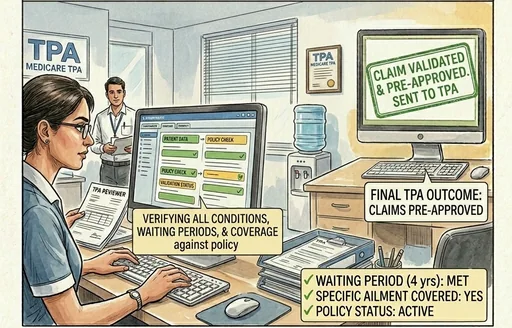 TPA
MEDICARE TPA
TPA
MEDICARE TPA
CLAIM VALIDATED
& PRE-APPROVED.
SENT TO TPA
PATIENT DATA
POLICY CHECK
POLICY CHECK
VALIDATION STATUS
TPA REVIEWER
VERIFYING ALL CONDITIONS,
WAITING PERIODS, & COVERAGE
against policy
FINAL TPA OUTCOME:
CLAIMS PRE-APPROVED
✓ WAITING PERIOD (4 yrs): MET
✓ SPECIFIC AILMENT COVERED: YES
✓ POLICY STATUS: ACTIVE